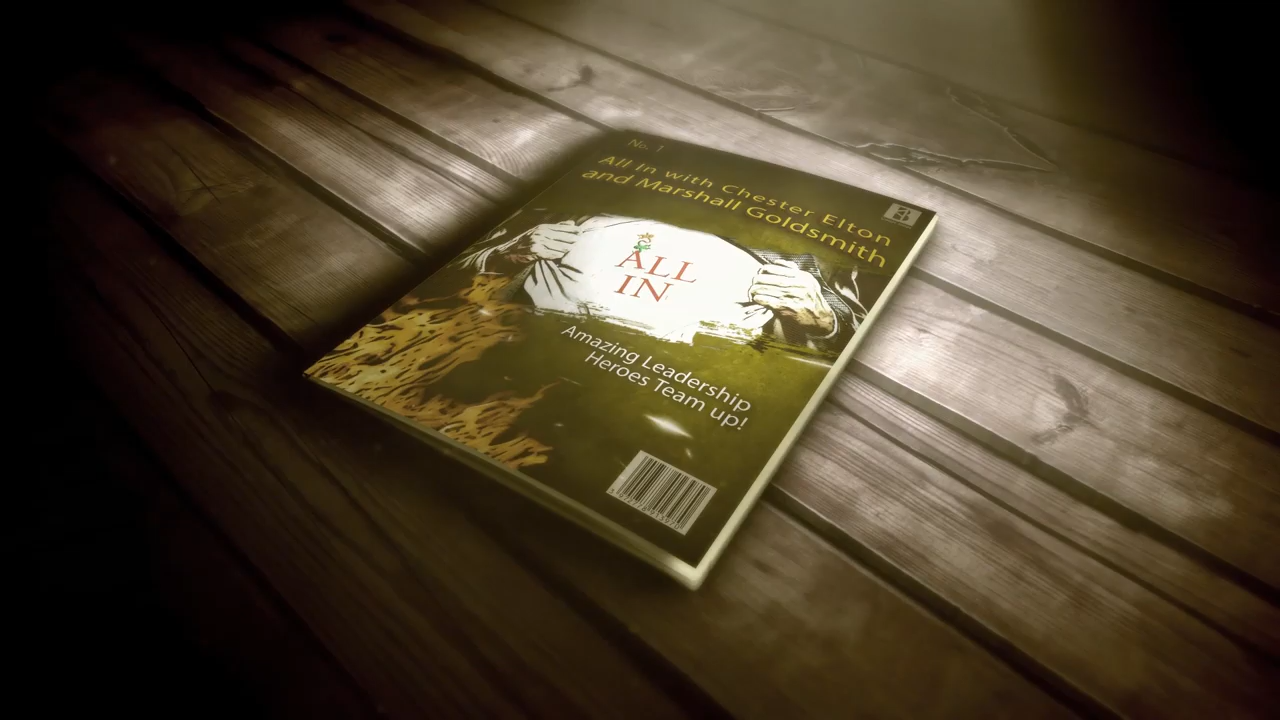 No. 1
All In with Chester Elton
and Marshall Goldsmith
ALL
IN
Amazing Leadership
Heroes Team up!